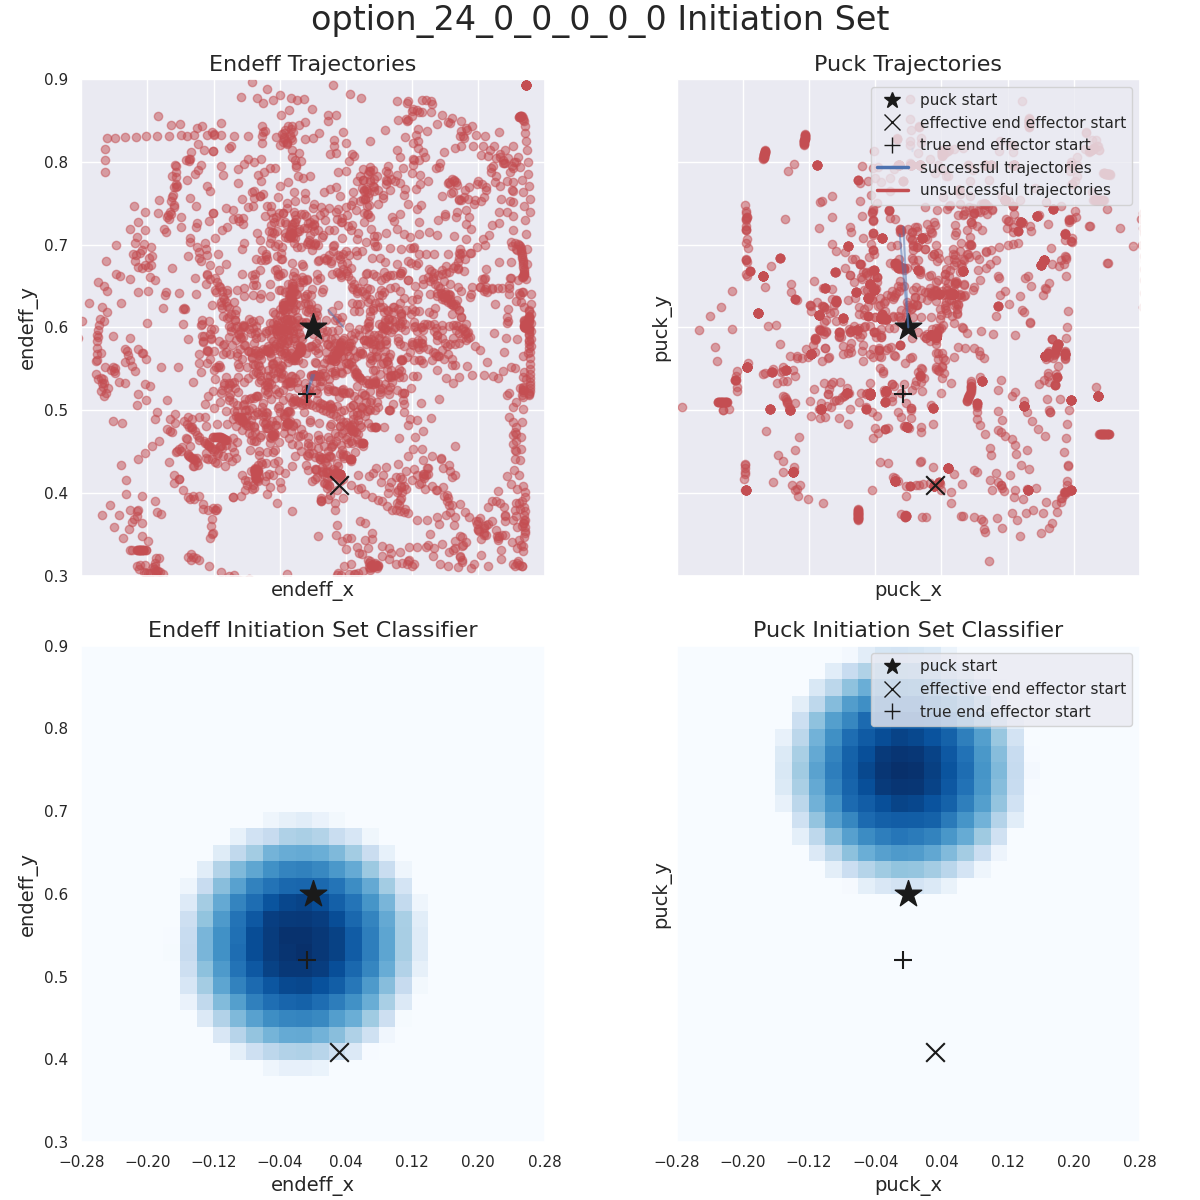 option_24_0_0_0_0_0 Initiation Set
Endeff Trajectories
endeff_y
0.9
0.8
0.7
0.6
0.5
0.4
0.3
endeff_x
Puck Trajectories
puck start
effective end effector start
true end effector start
successful trajectories
unsuccessful trajectories
puck_y
puck_x
Endeff Initiation Set Classifier
endeff_y
0.9
0.8
0.7
0.6
0.5
0.4
0.3
−0.28 −0.20 −0.12 −0.04 0.04 0.12 0.20 0.28
endeff_x
Puck Initiation Set Classifier
puck start
effective end effector start
true end effector start
puck_y
−0.28 −0.20 −0.12 −0.04 0.04 0.12 0.20 0.28
puck_x